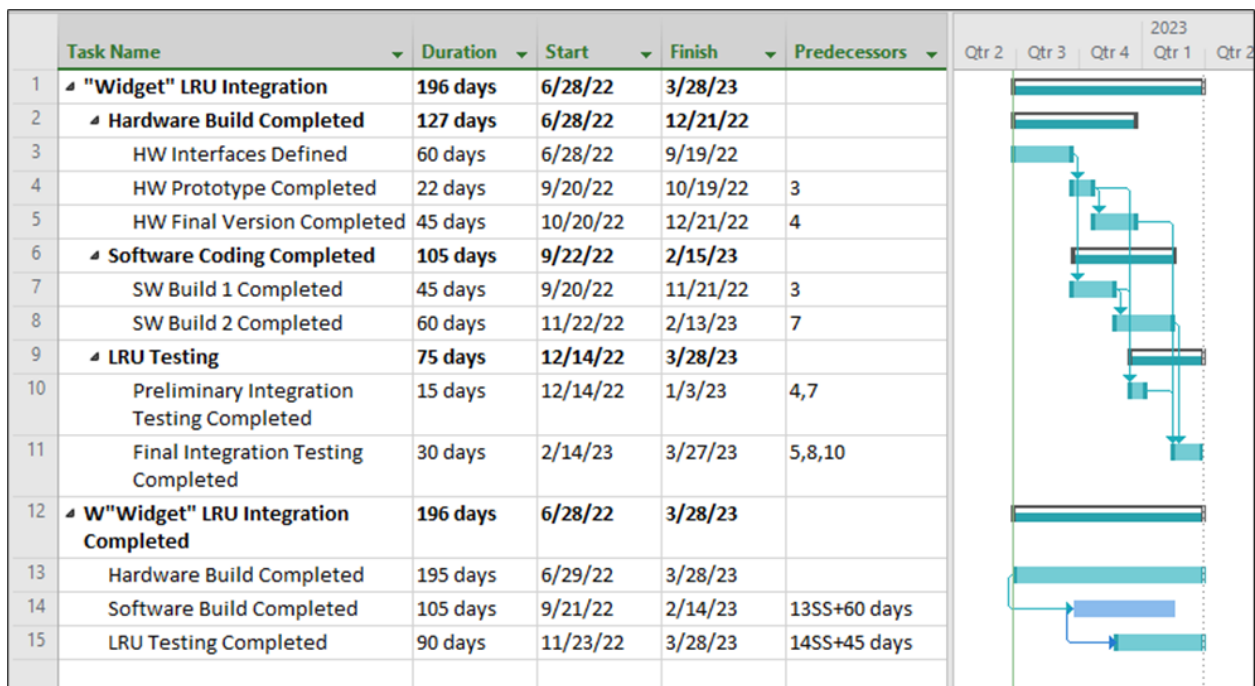 2023
Task Name Duration Start Finish Predecessors Qtr 2 Qtr 3 Qtr 4 Qtr 1 Qtr 2
1 "Widget" LRU Integration 196 days 6/28/22 3/28/23
2 Hardware Build Completed 127 days 6/28/22 12/21/22
3 HW Interfaces Defined 60 days 6/28/22 9/19/22
4 HW Prototype Completed 22 days 9/20/22 10/19/22 3
5 HW Final Version Completed 45 days 10/20/22 12/21/22 4
6 Software Coding Completed 105 days 9/22/22 2/15/23
7 SW Build 1 Completed 45 days 9/20/22 11/21/22 3
8 SW Build 2 Completed 60 days 11/22/22 2/13/23 7
9 LRU Testing 75 days 12/14/22 3/28/23
10 Preliminary Integration 15 days 12/14/22 1/3/23 4,7
Testing Completed
11 Final Integration Testing 30 days 2/14/23 3/27/23 5,8,10
Completed
12 W"Widget" LRU Integration 196 days 6/28/22 3/28/23
Completed
13 Hardware Build Completed 195 days 6/29/22 3/28/23
14 Software Build Completed 105 days 9/21/22 2/14/23 13SS+60 days
15 LRU Testing Completed 90 days 11/23/22 3/28/23 14SS+45 days